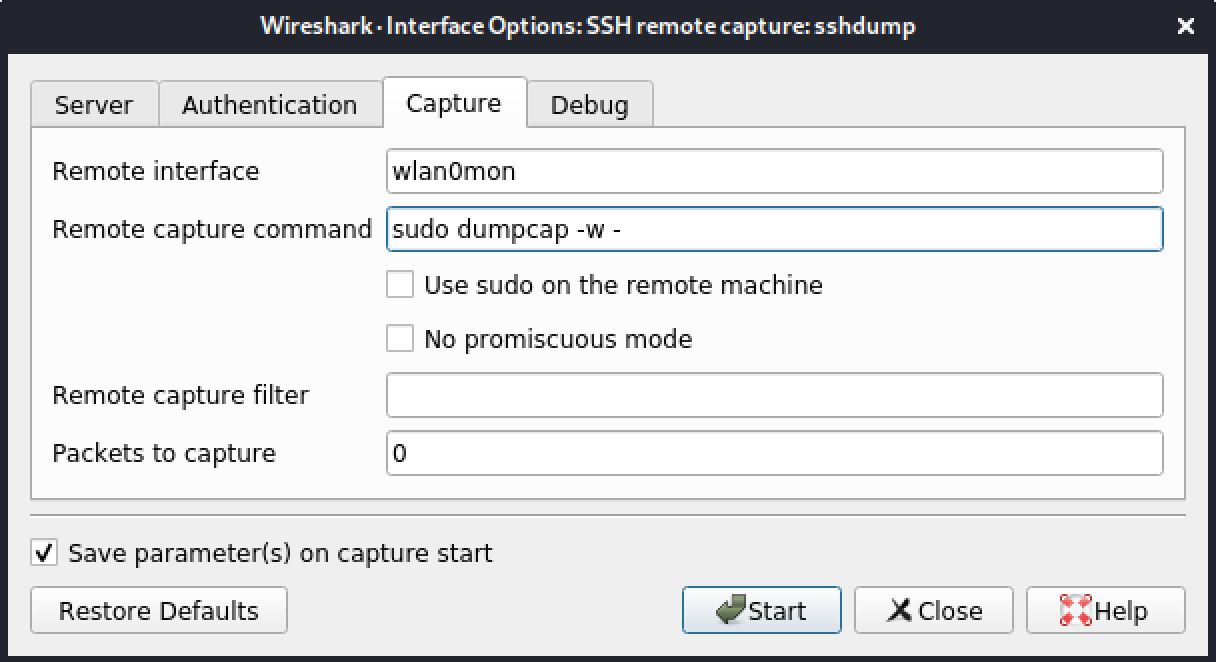 Wireshark · Interface Options: SSH remote capture: sshdump
Server Authentication Capture Debug
Remote interface wlan0mon
Remote capture command sudo dumpcap -w -
Use sudo on the remote machine
No promiscuous mode
Remote capture filter
Packets to capture 0
Save parameter(s) on capture start
Restore Defaults Start Close Help